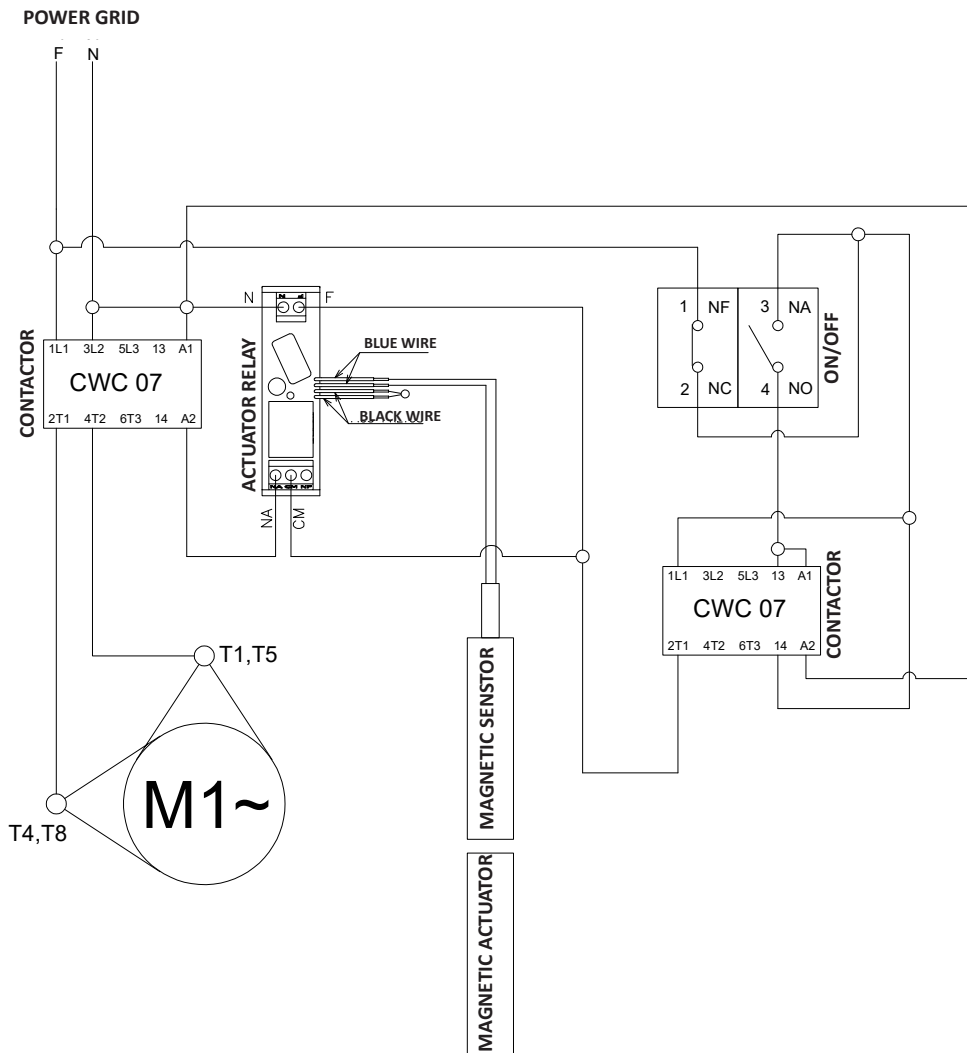 POWER GRID
F N
CONTACTOR
1L1 3L2 5L3 13 A1
CWC 07
2T1 4T2 6T3 14 A2
ACTUATOR RELAY
N F
BLUE WIRE
BLACK WIRE
NA CM
NA CM
1 NF 3 NA
2 NC 4 NO
ON/OFF
1L1 3L2 5L3 13 A1
CWC 07
2T1 4T2 6T3 14 A2
CONTACTOR
T1,T5
M1~
T4,T8
MAGNETIC SENSTOR
MAGNETIC ACTUATOR